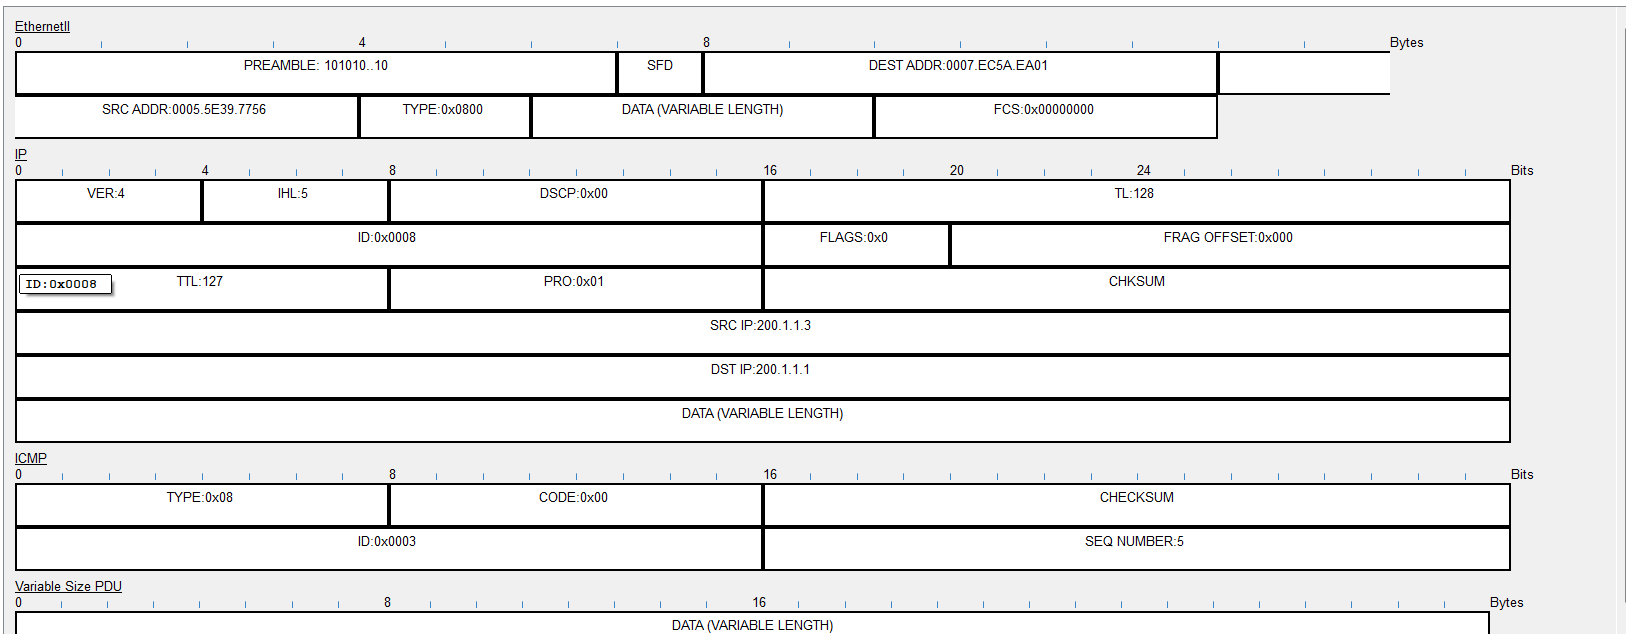 EthernetII
0 4 8 Bytes
PREAMBLE: 101010..10 SFD DEST ADDR:0007.EC5A.EA01
SRC ADDR:0005.5E39.7756 TYPE:0x0800 DATA (VARIABLE LENGTH) FCS:0x00000000
IP
0 4 8 16 20 24 Bits
VER:4 IHL:5 DSCP:0x00 TL:128
ID:0x0008 FLAGS:0x0 FRAG OFFSET:0x000
ID:0x0008 TTL:127 PRO:0x01 CHKSUM
SRC IP:200.1.1.3
DST IP:200.1.1.1
DATA (VARIABLE LENGTH)
ICMP
0 8 16 Bits
TYPE:0x08 CODE:0x00 CHECKSUM
ID:0x0003 SEQ NUMBER:5
Variable Size PDU
0 8 16 Bytes
DATA (VARIABLE LENGTH)